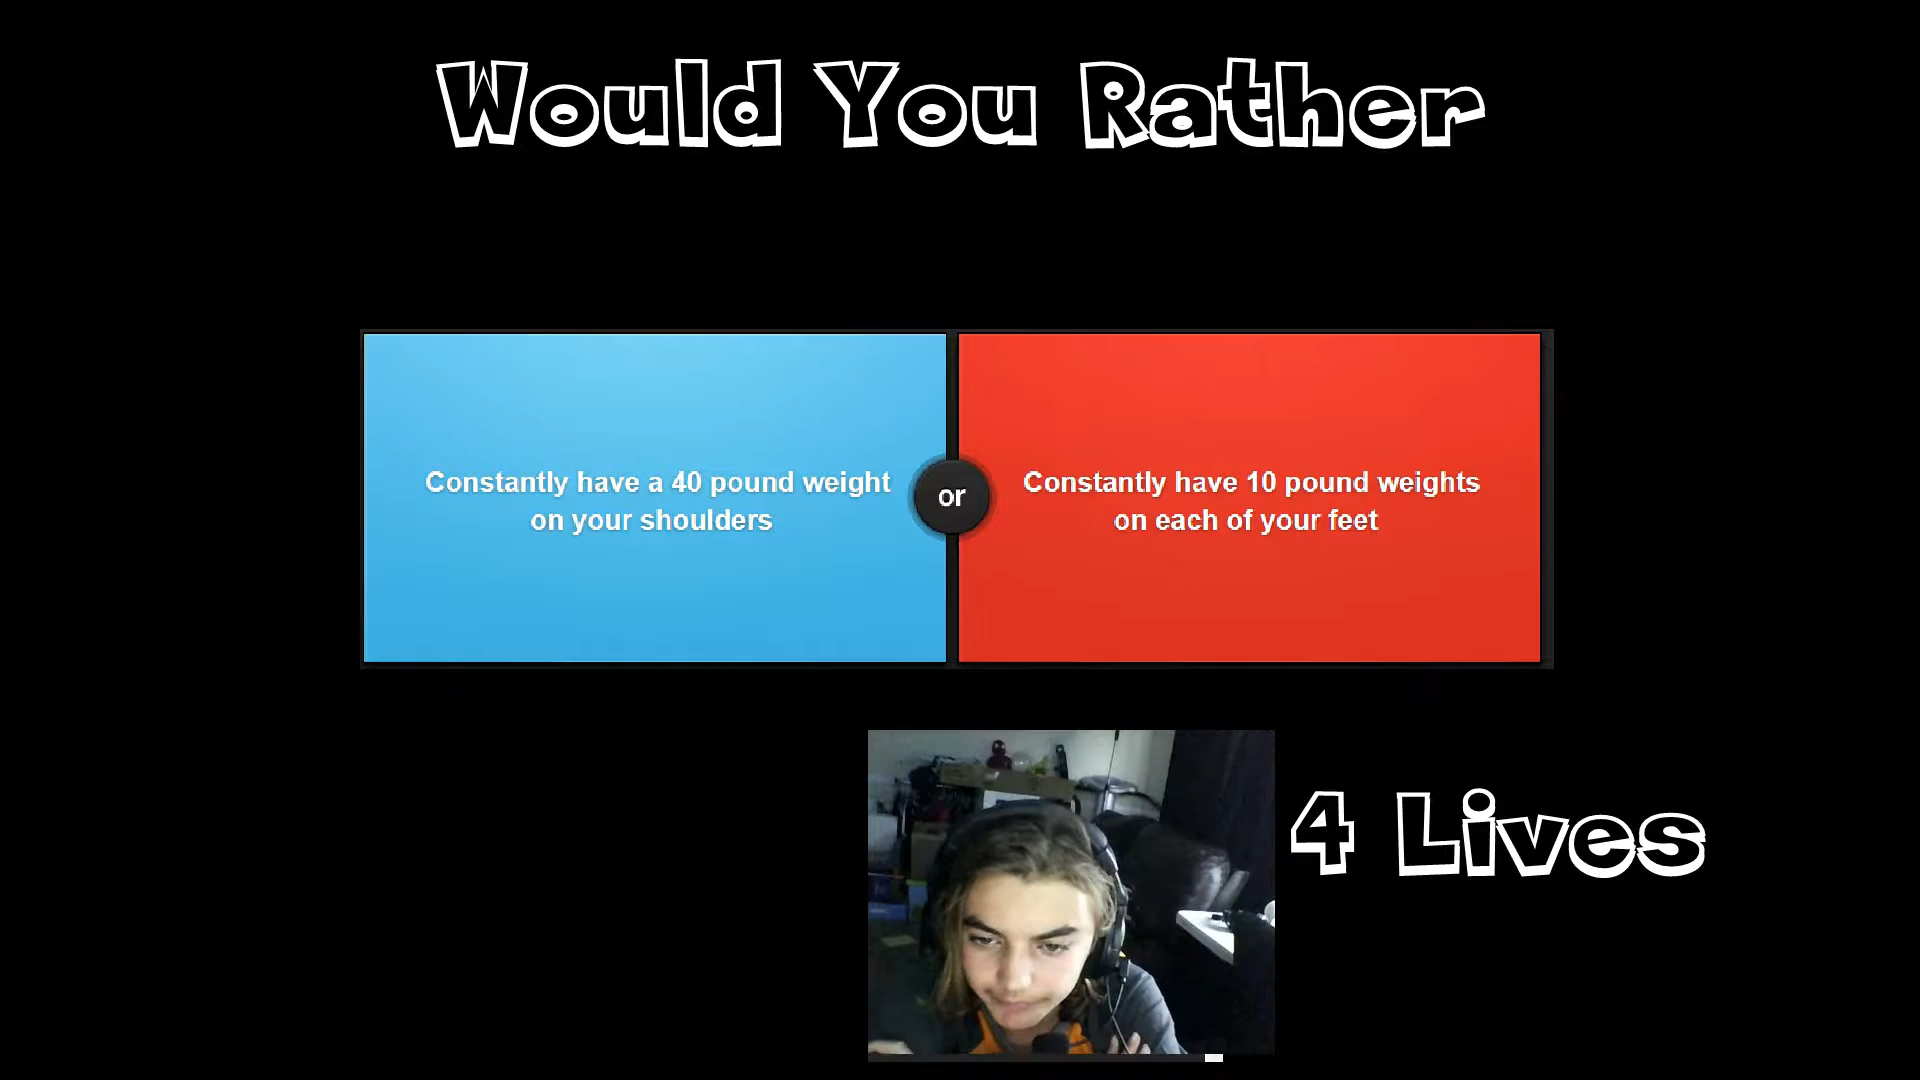 Would You Rather
Constantly have a 40 pound weight
on your shoulders
or
Constantly have 10 pound weights
on each of your feet
4 Lives